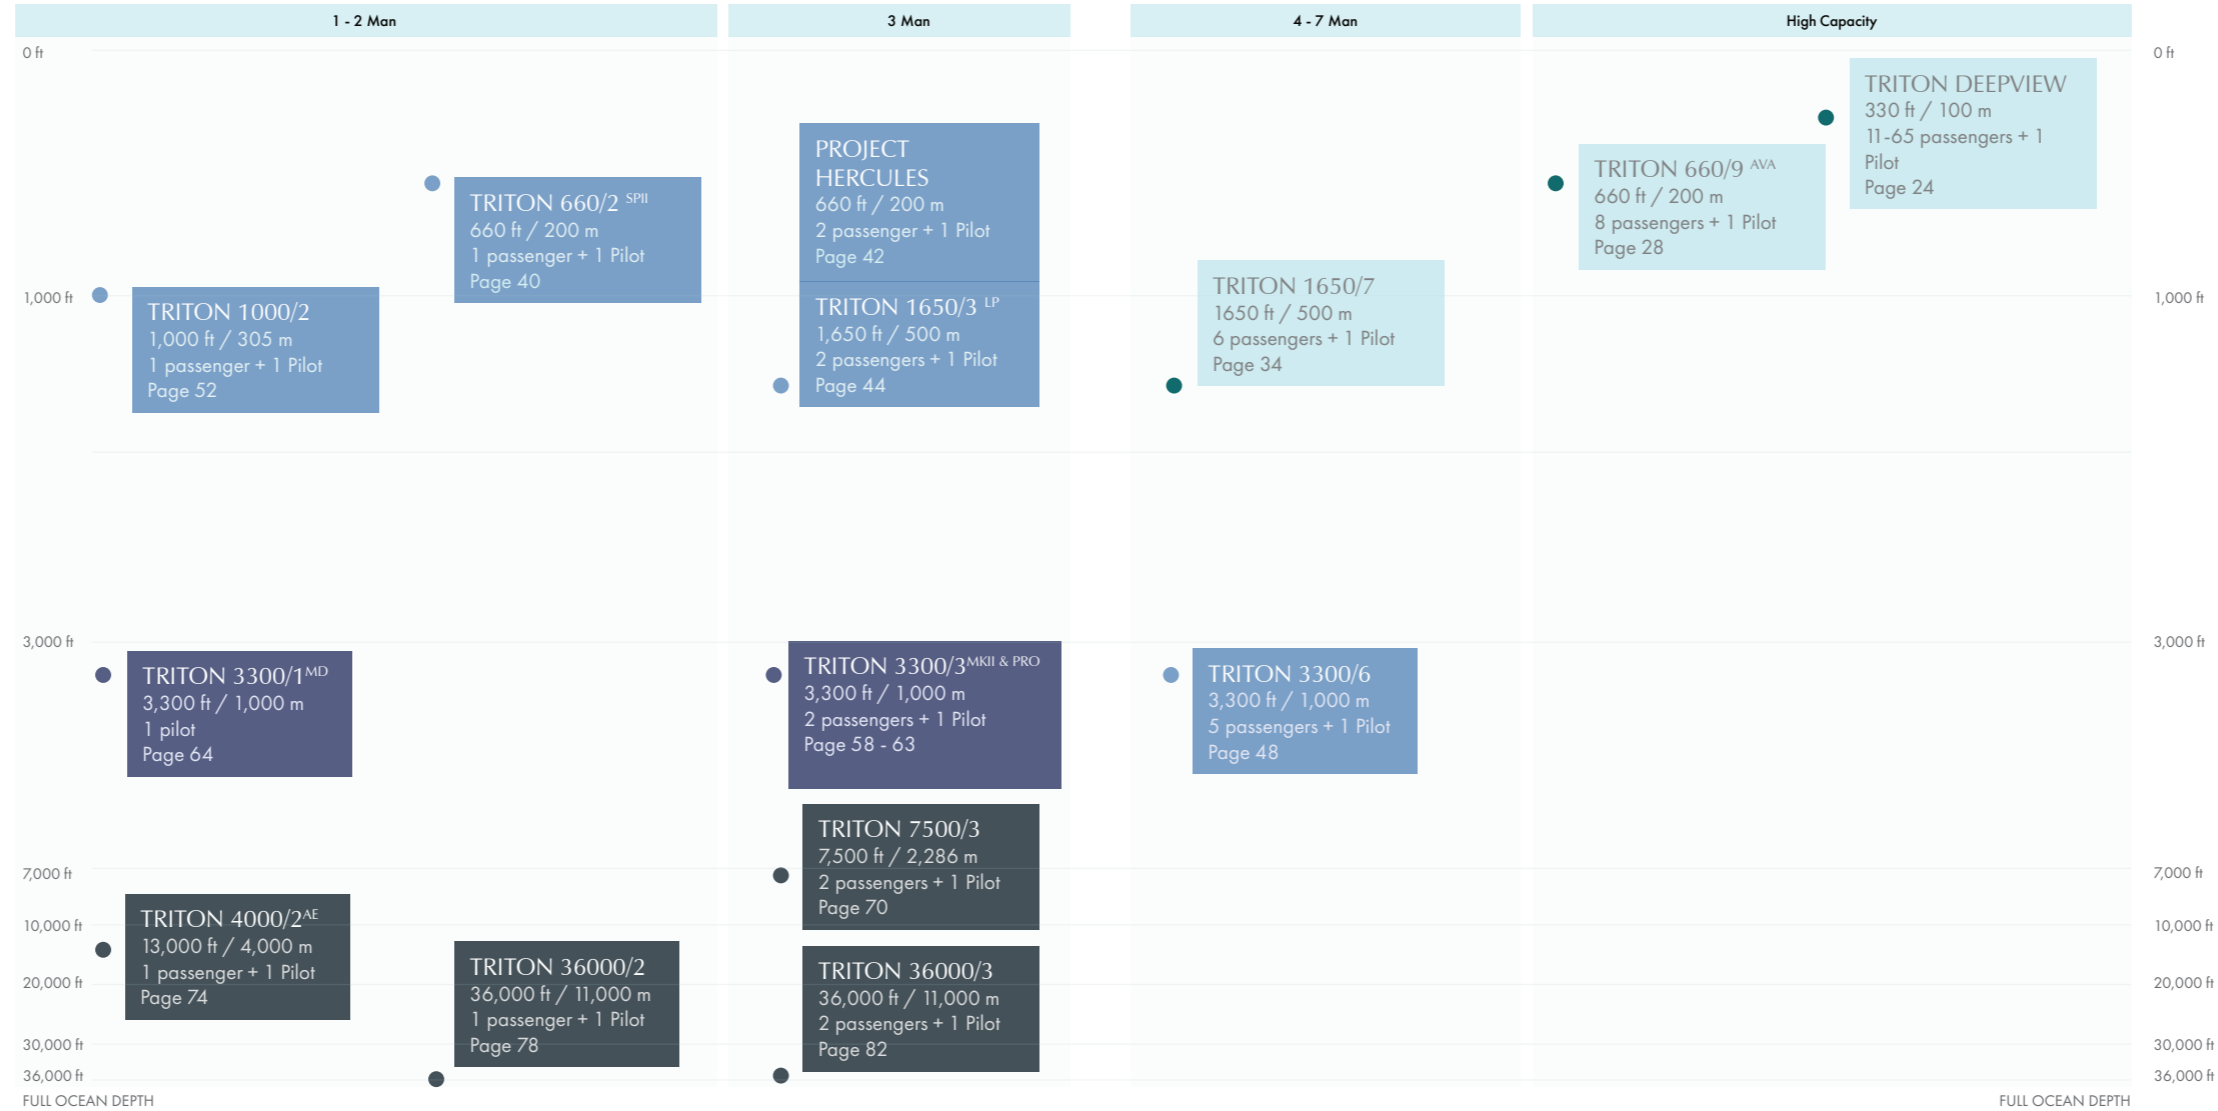 1 - 2 Man
3 Man
4 - 7 Man
High Capacity
0 ft
0 ft
TRITON DEEPVIEW
330 ft / 100 m
11-65 passengers + 1
Pilot
Page 24
PROJECT
HERCULES
660 ft / 200 m
2 passenger + 1 Pilot
Page 42
TRITON 660/9 AVA
660 ft / 200 m
8 passengers + 1 Pilot
Page 28
TRITON 660/2 SPII
660 ft / 200 m
1 passenger + 1 Pilot
Page 40
TRITON 1650/7
1650 ft / 500 m
6 passengers + 1 Pilot
Page 34
1,000 ft
1,000 ft
TRITON 1000/2
1,000 ft / 305 m
1 passenger + 1 Pilot
Page 52
TRITON 1650/3 LP
1,650 ft / 500 m
2 passengers + 1 Pilot
Page 44
3,000 ft
3,000 ft
TRITON 3300/1MD
3,300 ft / 1,000 m
1 pilot
Page 64
TRITON 3300/3MKII & PRO
3,300 ft / 1,000 m
2 passengers + 1 Pilot
Page 58 - 63
TRITON 3300/6
3,300 ft / 1,000 m
5 passengers + 1 Pilot
Page 48
TRITON 7500/3
7,500 ft / 2,286 m
2 passengers + 1 Pilot
Page 70
7,000 ft
7,000 ft
TRITON 4000/2AE
13,000 ft / 4,000 m
1 passenger + 1 Pilot
Page 74
10,000 ft
10,000 ft
TRITON 36000/2
36,000 ft / 11,000 m
1 passenger + 1 Pilot
Page 78
TRITON 36000/3
36,000 ft / 11,000 m
2 passengers + 1 Pilot
Page 82
20,000 ft
20,000 ft
30,000 ft
30,000 ft
36,000 ft
36,000 ft
FULL OCEAN DEPTH
FULL OCEAN DEPTH